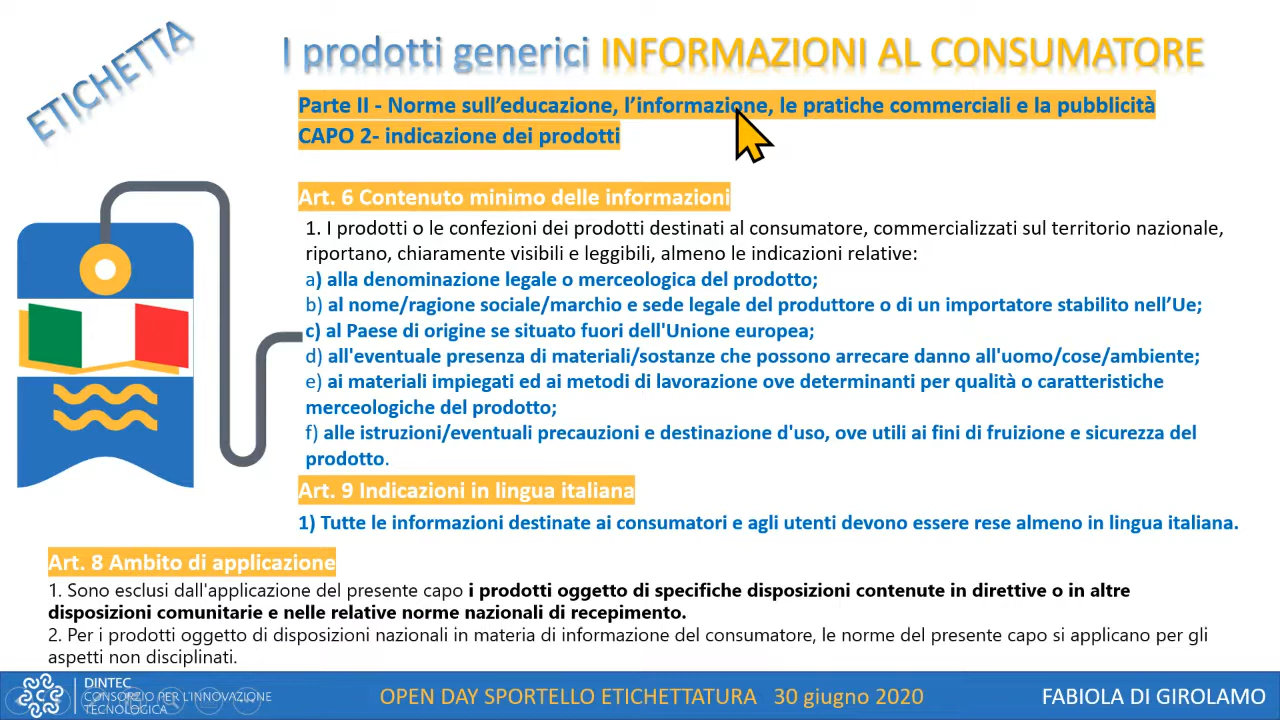 ETICHETTA
I prodotti generici INFORMAZIONI AL CONSUMATORE
Parte II - Norme sull’educazione, l’informazione, le pratiche commerciali e la pubblicità
CAPO 2- indicazione dei prodotti
Art. 6 Contenuto minimo delle informazioni
1. I prodotti o le confezioni dei prodotti destinati al consumatore, commercializzati sul territorio nazionale,
riportano, chiaramente visibili e leggibili, almeno le indicazioni relative:
a) alla denominazione legale o merceologica del prodotto;
b) al nome/ragione sociale/marchio e sede legale del produttore o di un importatore stabilito nell’Ue;
c) al Paese di origine se situato fuori dell'Unione europea;
d) all'eventuale presenza di materiali/sostanze che possono arrecare danno all'uomo/cose/ambiente;
e) ai materiali impiegati ed ai metodi di lavorazione ove determinanti per qualità o caratteristiche
merceologiche del prodotto;
f) alle istruzioni/eventuali precauzioni e destinazione d'uso, ove utili ai fini di fruizione e sicurezza del
prodotto.
Art. 9 Indicazioni in lingua italiana
1) Tutte le informazioni destinate ai consumatori e agli utenti devono essere rese almeno in lingua italiana.
Art. 8 Ambito di applicazione
1. Sono esclusi dall'applicazione del presente capo i prodotti oggetto di specifiche disposizioni contenute in direttive o in altre
disposizioni comunitarie e nelle relative norme nazionali di recepimento.
2. Per i prodotti oggetto di disposizioni nazionali in materia di informazione del consumatore, le norme del presente capo si applicano per gli
aspetti non disciplinati.
DINTEC
CONSORZIO PER L'INNOVAZIONE
TECNOLOGICA
OPEN DAY SPORTELLO ETICHETTATURA 30 giugno 2020
FABIOLA DI GIROLAMO